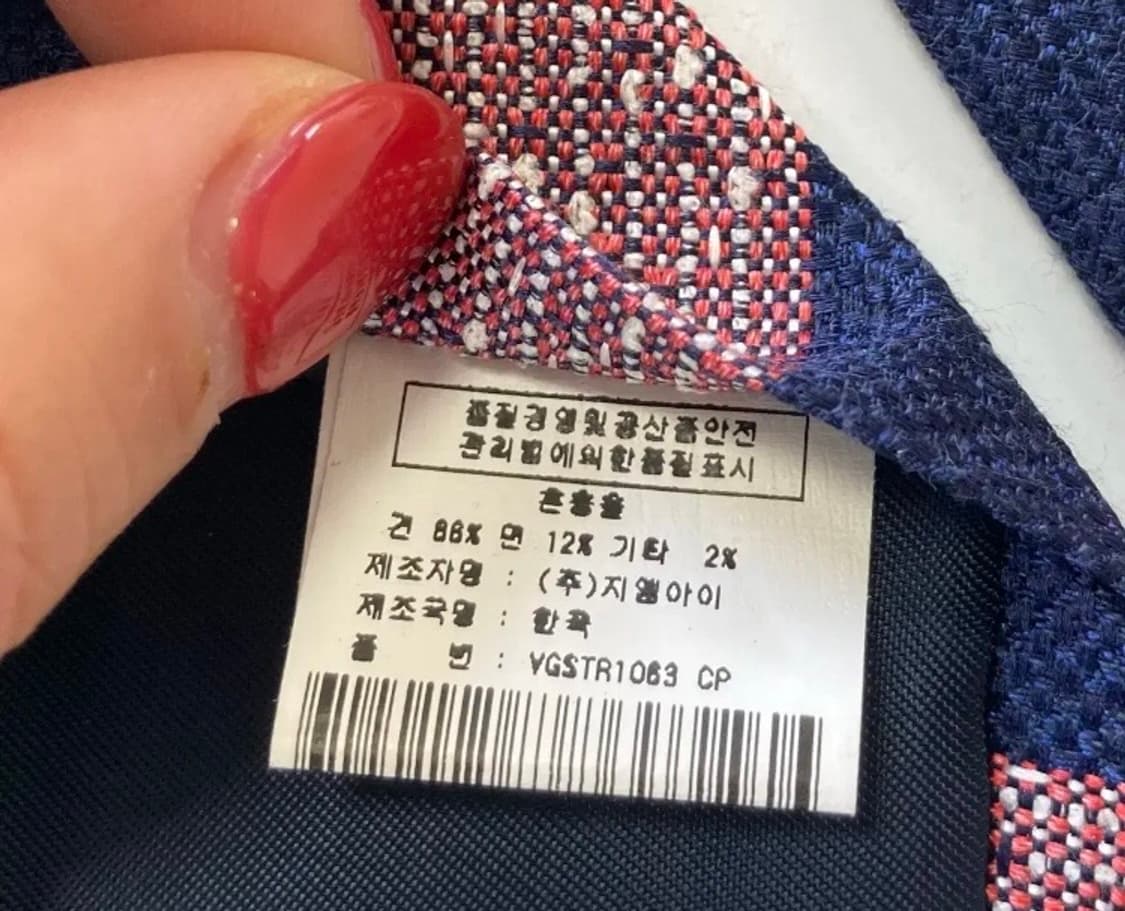 품질경영및공산품안전
관리법에의한품질표시
혼용율
견 86% 면 12% 기타 2%
제조자명 : (주)지엠아이
제조국명 : 한국
품 번 : VGSTR1063 CP